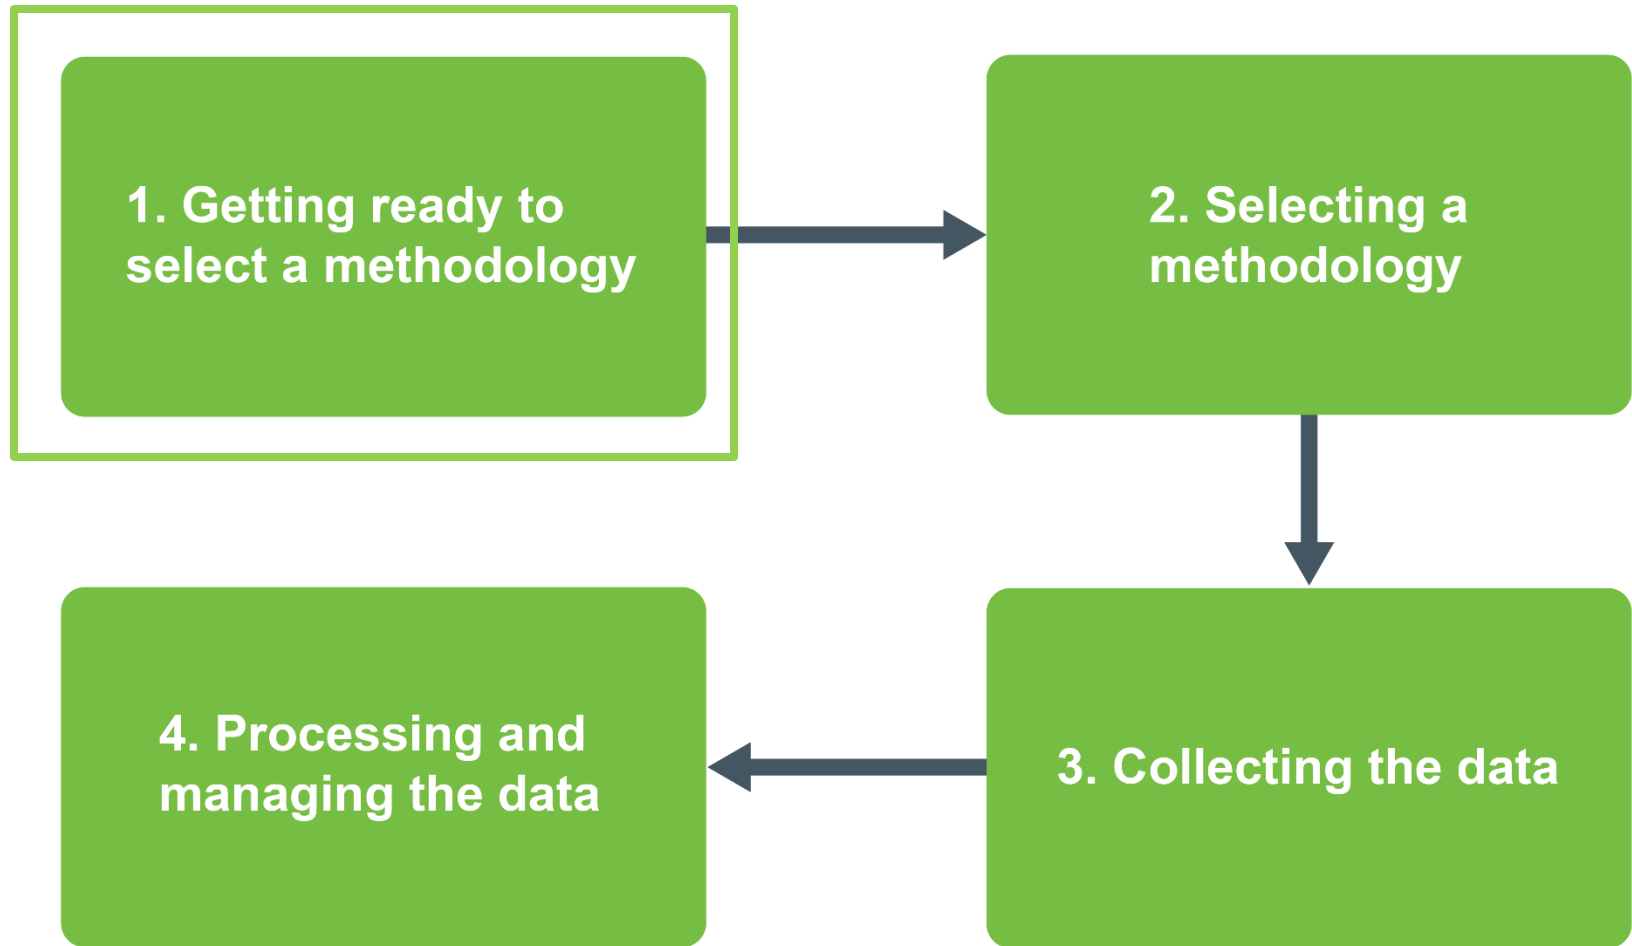 1. Getting ready to
select a methodology
2. Selecting a
methodology
3. Collecting the data
4. Processing and
managing the data